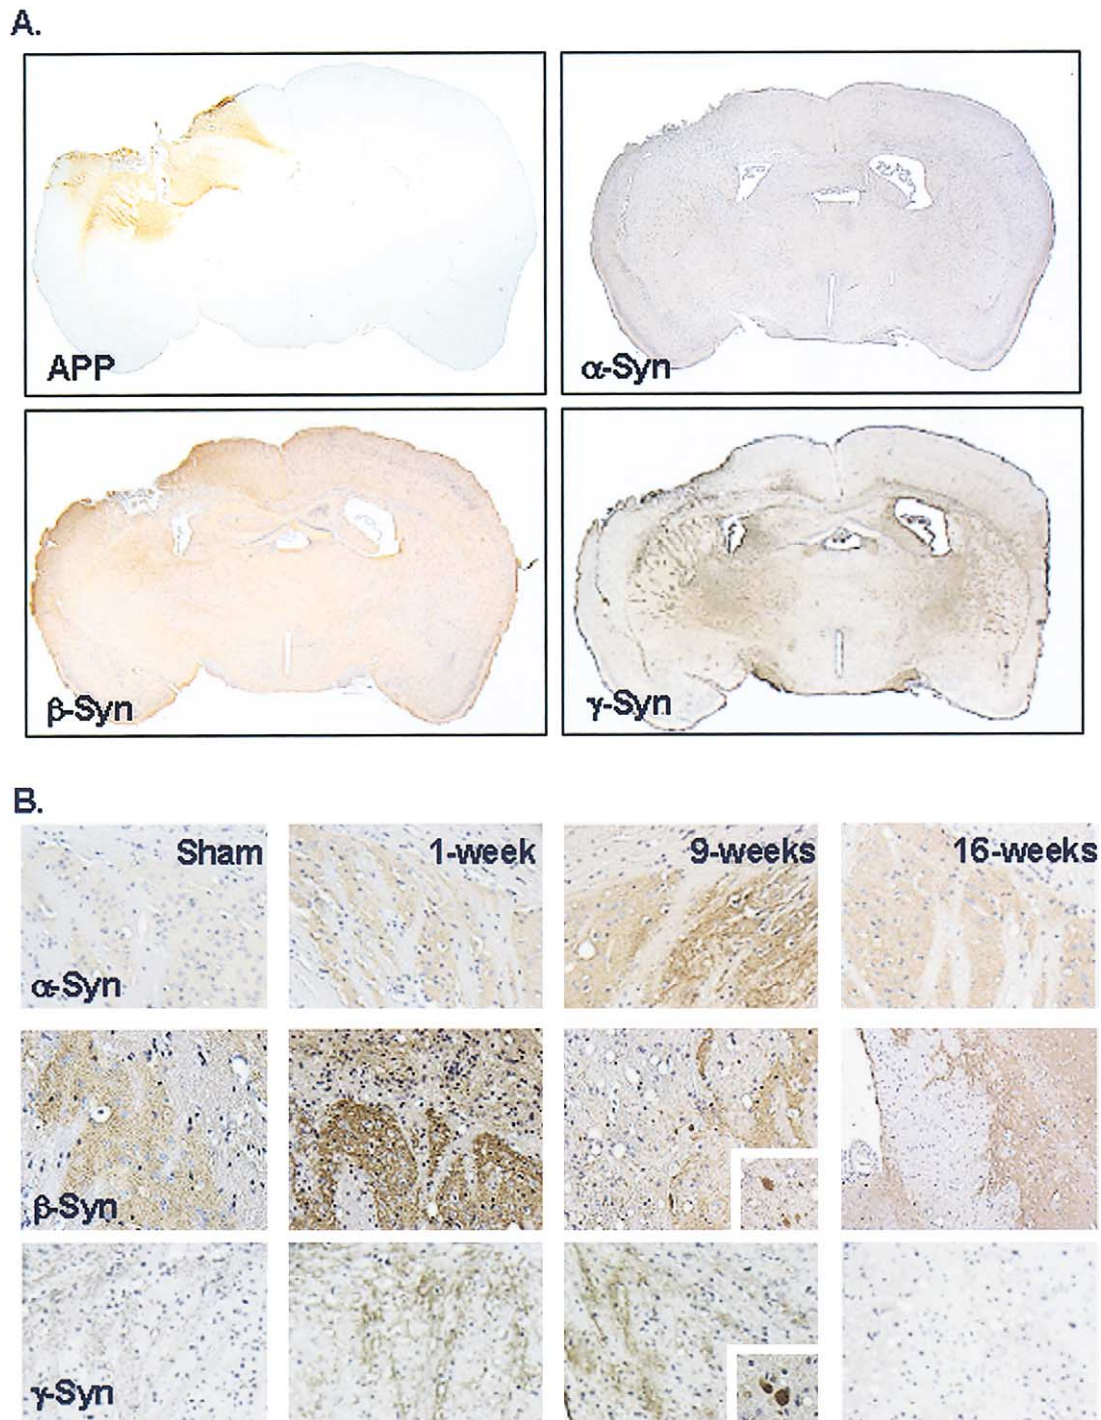 A.
APP
α-Syn
β-Syn
γ-Syn
B.
Sham
1-week
9-weeks
16-weeks
α-Syn
β-Syn
γ-Syn